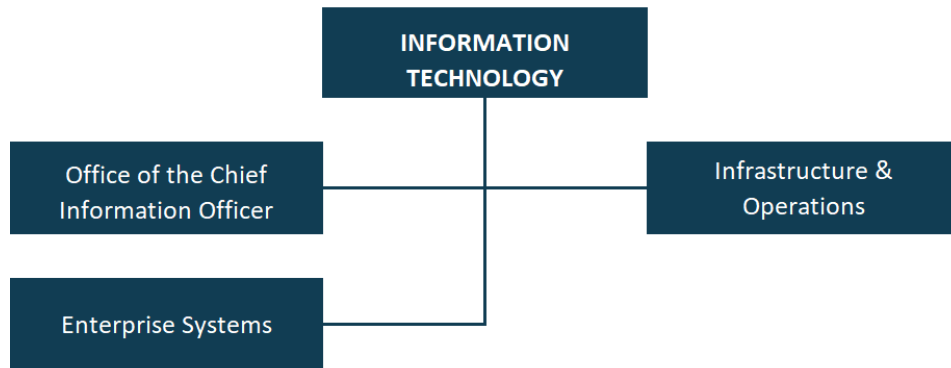 INFORMATION
TECHNOLOGY
Office of the Chief
Information Officer
Infrastructure &
Operations
Enterprise Systems